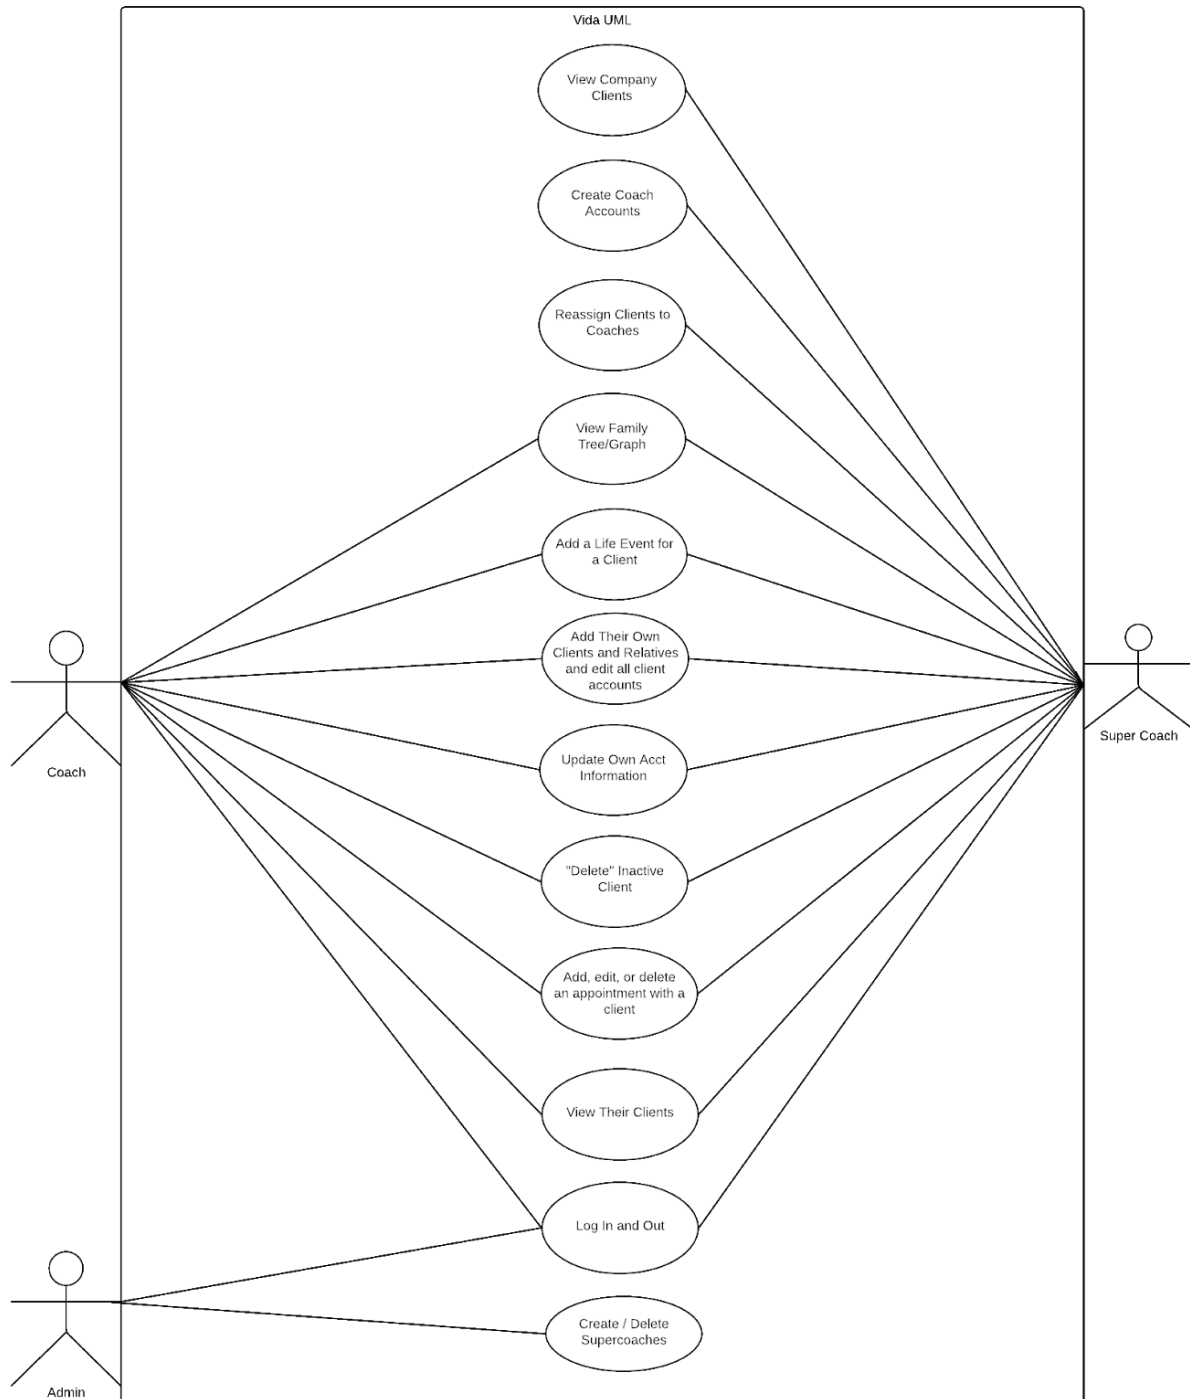 Vida UML
View Company
Clients
Create Coach
Accounts
Reassign Clients to
Coaches
View Family
Tree/Graph
Add a Life Event for
a Client
Add Their Own
Clients and Relatives
and edit all client
accounts
Coach
Super Coach
Update Own Acct
Information
"Delete" Inactive
Client
Add, edit, or delete
an appointment with a
client
View Their Clients
Log In and Out
Create / Delete
Supercoaches
Admin